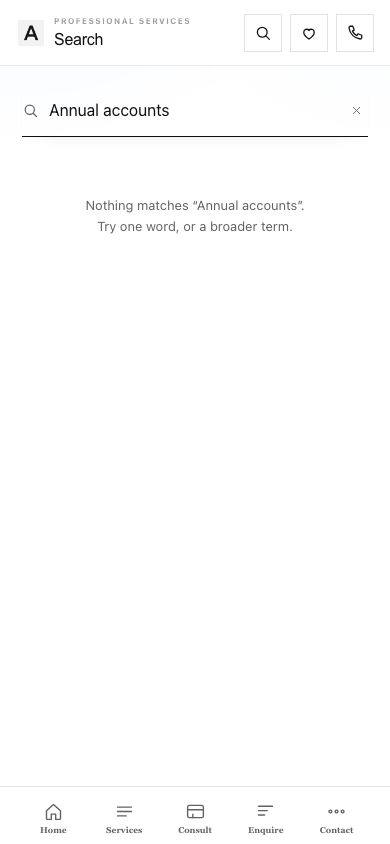 A
PROFESSIONAL SERVICES
Search
Annual accounts
Nothing matches “Annual accounts”.
Try one word, or a broader term.
Home
Services
Consult
Enquire
Contact